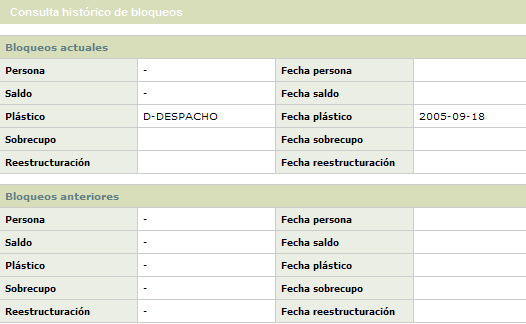 Consulta histórico de bloqueos
Bloqueos actuales
Persona - Fecha persona
Saldo - Fecha saldo
Plástico D-DESPACHO Fecha plástico 2005-09-18
Sobrecupo Fecha sobrecupo
Reestructuración Fecha reestructuración
Bloqueos anteriores
Persona - Fecha persona
Saldo - Fecha saldo
Plástico - Fecha plástico
Sobrecupo - Fecha sobrecupo
Reestructuración - Fecha reestructuración